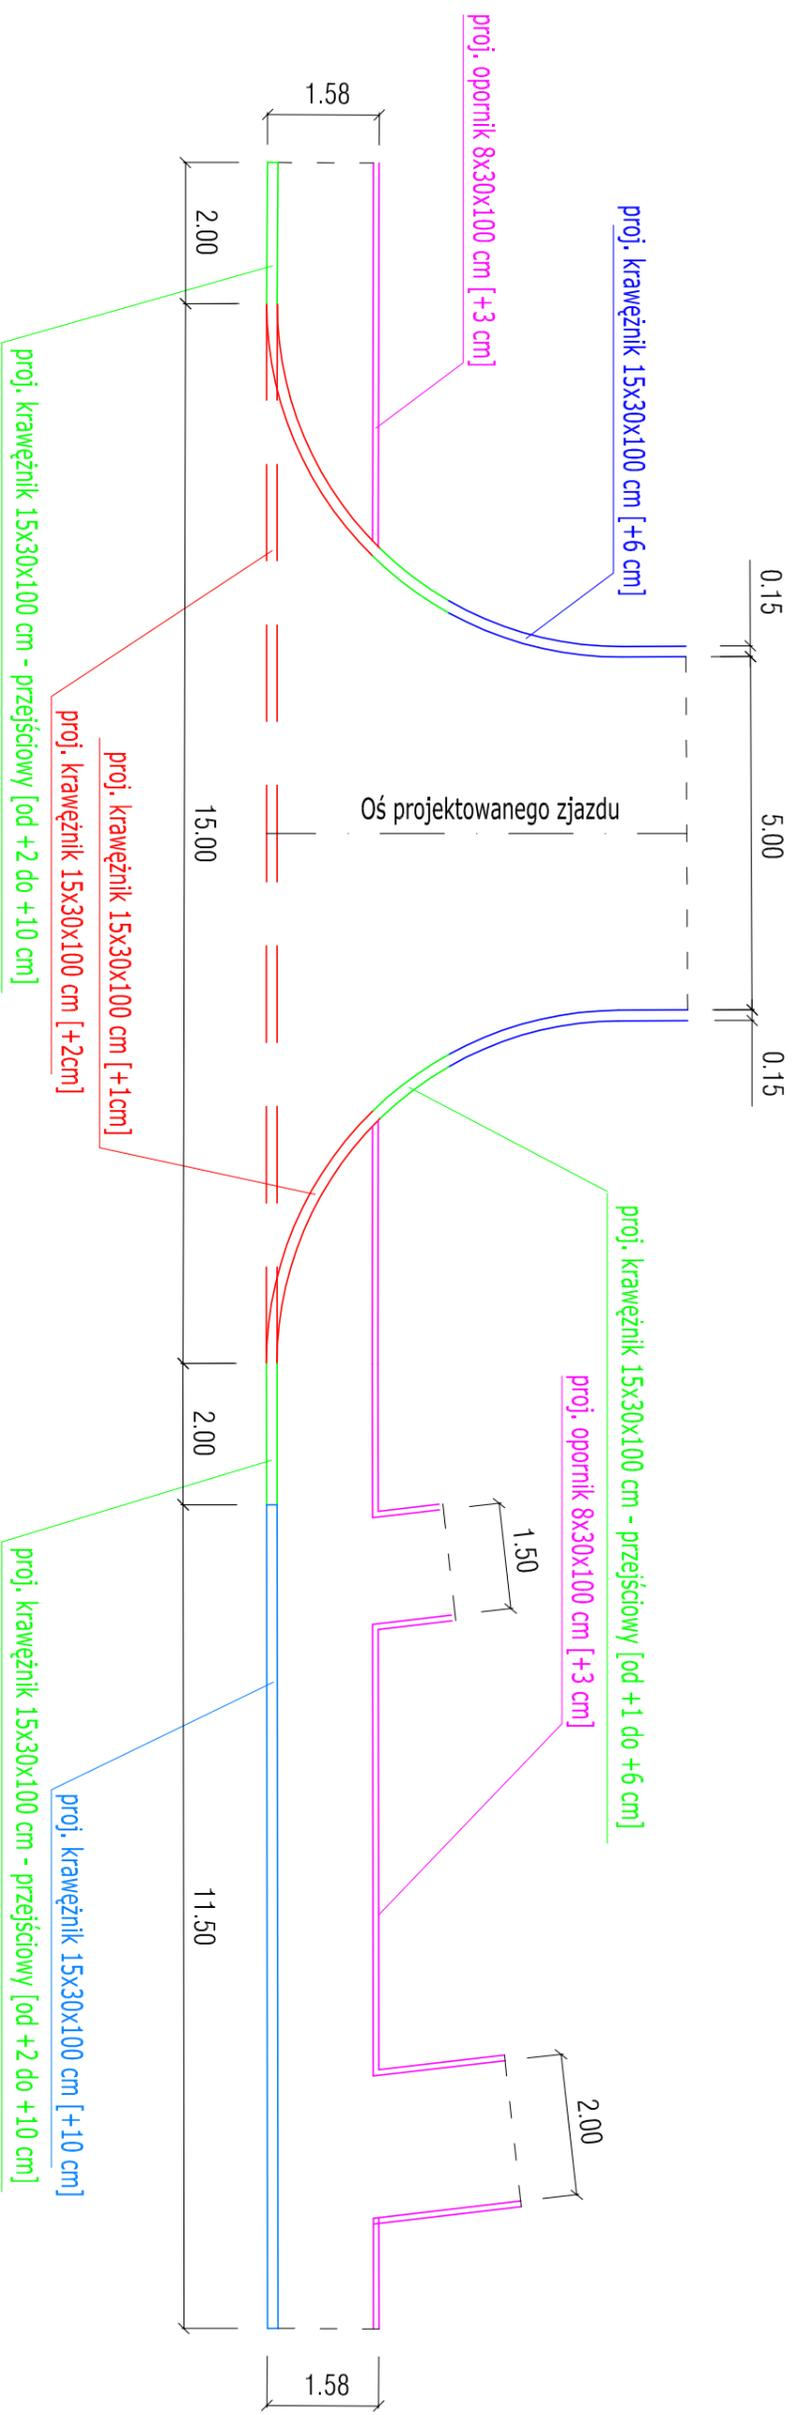 proj. opornik 8x30x100 cm [+3 cm]
proj. krawężnik 15x30x100 cm [+6 cm]
1.58
2.00
0.15
5.00
0.15
Oś projektowanego zjazdu
15.00
proj. krawężnik 15x30x100 cm - przejściowy [od +2 do +10 cm]
proj. krawężnik 15x30x100 cm [+2cm]
proj. krawężnik 15x30x100 cm [+1cm]
proj. krawężnik 15x30x100 cm - przejściowy [od +1 do +6 cm]
proj. opornik 8x30x100 cm [+3 cm]
2.00
1.50
proj. krawężnik 15x30x100 cm - przejściowy [od +2 do +10 cm]
proj. krawężnik 15x30x100 cm [+10 cm]
11.50
2.00
1.58